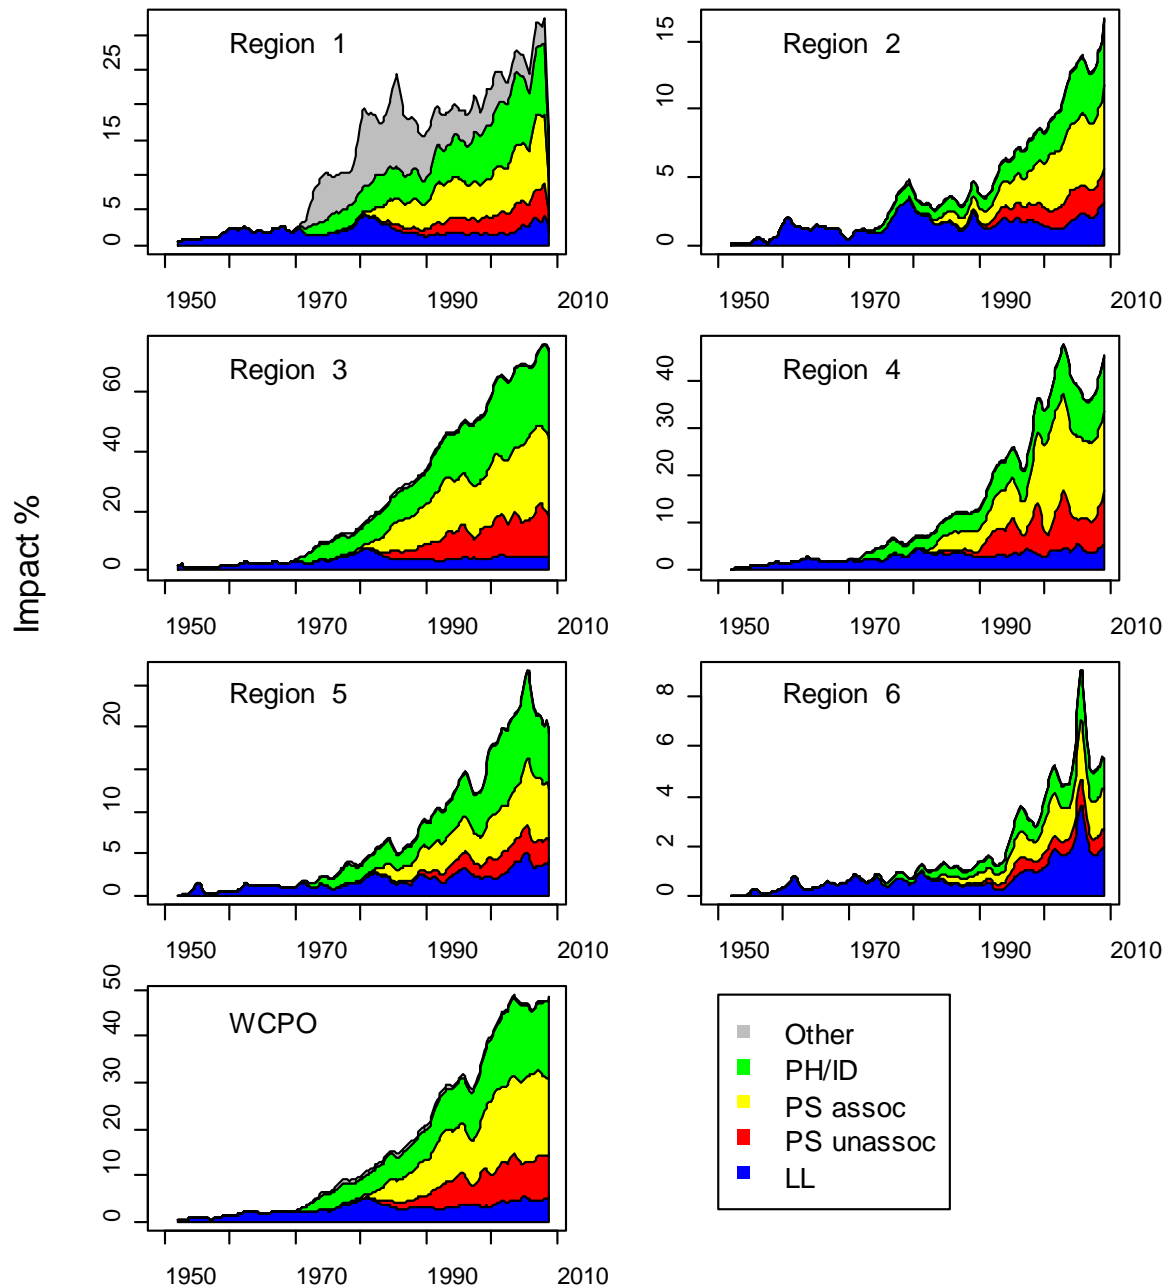 Impact %
Region 1
0 5 15 25
1950 1970 1990 2010
Region 2
0 5 10 15
1950 1970 1990 2010
Region 3
0 20 40 60
1950 1970 1990 2010
Region 4
0 10 20 30 40
1950 1970 1990 2010
Region 5
0 5 10 20
1950 1970 1990 2010
Region 6
0 2 4 6 8
1950 1970 1990 2010
WCPO
0 10 20 30 40 50
1950 1970 1990 2010
Other
PH/ID
PS assoc
PS unassoc
LL